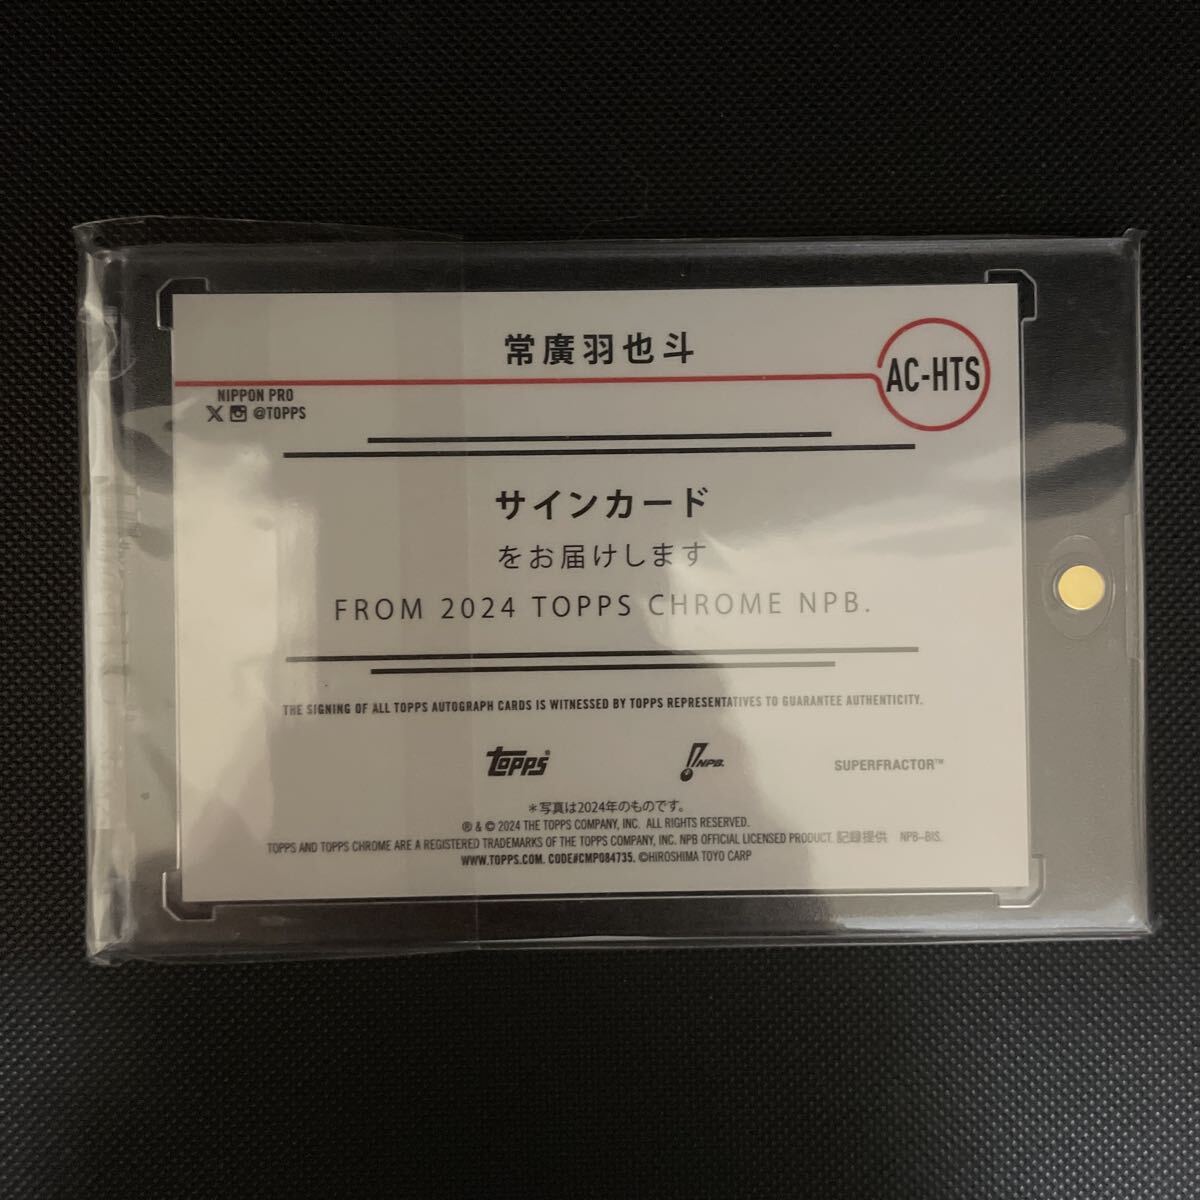 常廣羽也斗
AC-HTS
NIPPON PRO
@TOPPS
サインカード
をお届けします
FROM 2024 TOPPS CHROME NPB.
THE SIGNING OF ALL TOPPS AUTOGRAPH CARDS IS WITNESSED BY TOPPS REPRESENTATIVES TO GUARANTEE AUTHENTICITY.
topps®
NPB.
SUPERFRACTOR™
＊写真は2024年のものです。
® & © 2024 THE TOPPS COMPANY, INC. ALL RIGHTS RESERVED.
TOPPS AND TOPPS CHROME ARE A REGISTERED TRADEMARKS OF THE TOPPS COMPANY, INC. NPB OFFICIAL LICENSED PRODUCT. 記録提供 NPB-BIS.
WWW.TOPPS.COM. CODE#CMP084735. ©HIROSHIMA TOYO CARP